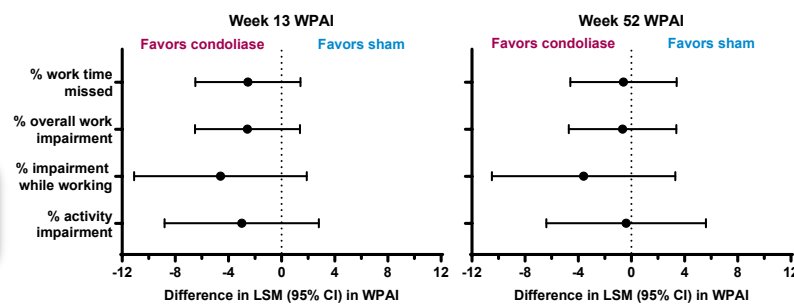 Week 13 WPAI
Favors condoliase Favors sham
% work time
missed
% overall work
impairment
% impairment
while working
% activity
impairment
-12 -8 -4 0 4 8 12
Difference in LSM (95% CI) in WPAI
Week 52 WPAI
Favors condoliase Favors sham
-12 -8 -4 0 4 8 12
Difference in LSM (95% CI) in WPAI